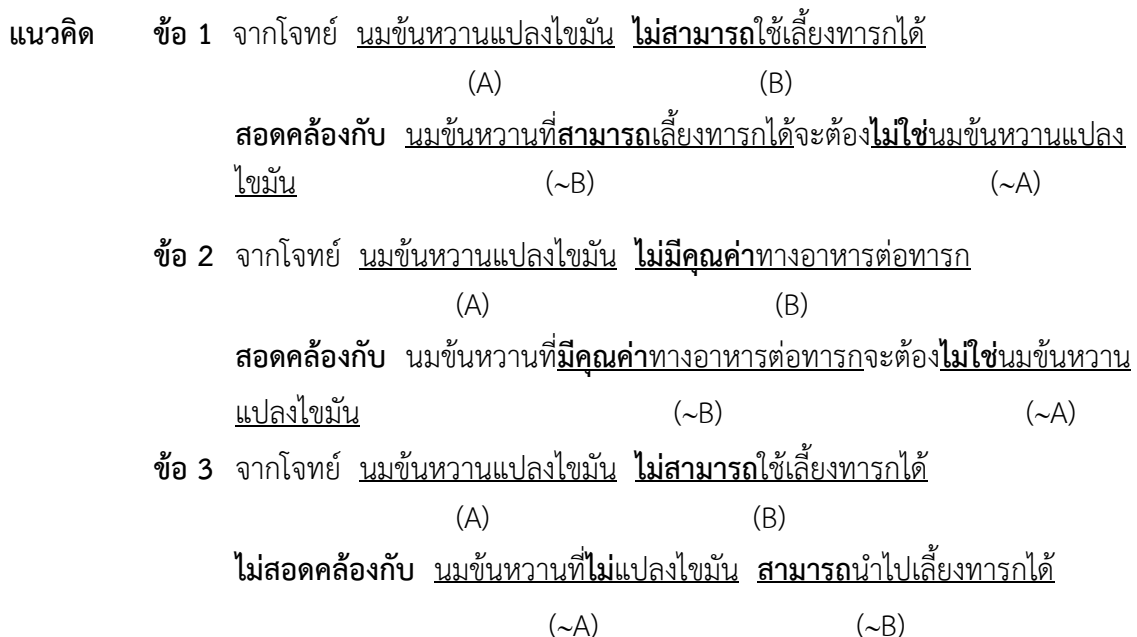 แนวคิด ข้อ 1 จากโจทย์ นมข้นหวานแปลงไขมัน ไม่สามารถใช้เลี้ยงทารกได้
(A) (B)
สอดคล้องกับ นมข้นหวานที่สามารถเลี้ยงทารกได้จะต้องไม่ใช่นมข้นหวานแปลง
ไขมัน (~B) (~A)
ข้อ 2 จากโจทย์ นมข้นหวานแปลงไขมัน ไม่มีคุณค่าทางอาหารต่อทารก
(A) (B)
สอดคล้องกับ นมข้นหวานที่มีคุณค่าทางอาหารต่อทารกจะต้องไม่ใช่นมข้นหวาน
แปลงไขมัน (~B) (~A)
ข้อ 3 จากโจทย์ นมข้นหวานแปลงไขมัน ไม่สามารถใช้เลี้ยงทารกได้
(A) (B)
ไม่สอดคล้องกับ นมข้นหวานที่ไม่แปลงไขมัน สามารถนำไปเลี้ยงทารกได้
(~A) (~B)